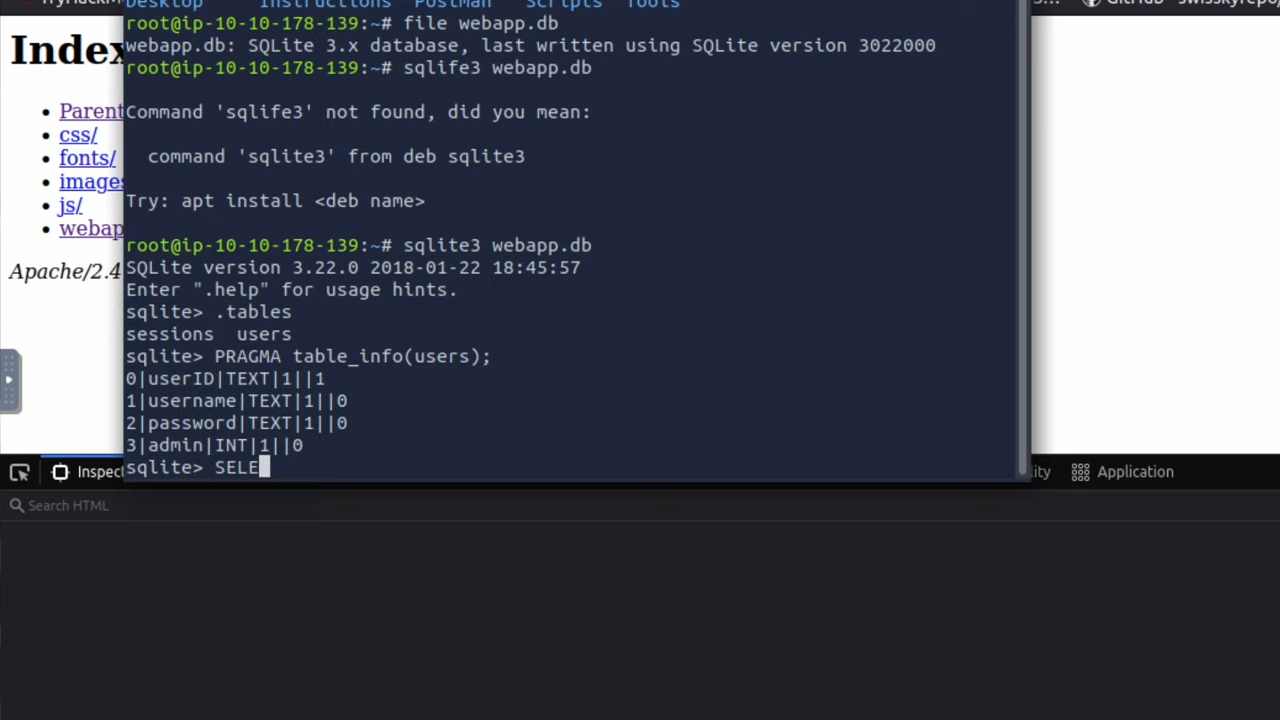 Desktop Instructions Postman Scripts Tools
root@ip-10-10-178-139:~# file webapp.db
webapp.db: SQLite 3.x database, last written using SQLite version 3022000
root@ip-10-10-178-139:~# sqlife3 webapp.db
Command 'sqlife3' not found, did you mean:
command 'sqlite3' from deb sqlite3
Try: apt install <deb name>
root@ip-10-10-178-139:~# sqlite3 webapp.db
SQLite version 3.22.0 2018-01-22 18:45:57
Enter ".help" for usage hints.
sqlite> .tables
sessions  users
sqlite> PRAGMA table_info(users);
0|userID|TEXT|1||1
1|username|TEXT|1||0
2|password|TEXT|1||0
3|admin|INT|1||0
sqlite> SELE
Index
Parent
css/
fonts/
images
js/
webap
Apache/2.4
Inspect
ity
Application
Search HTML